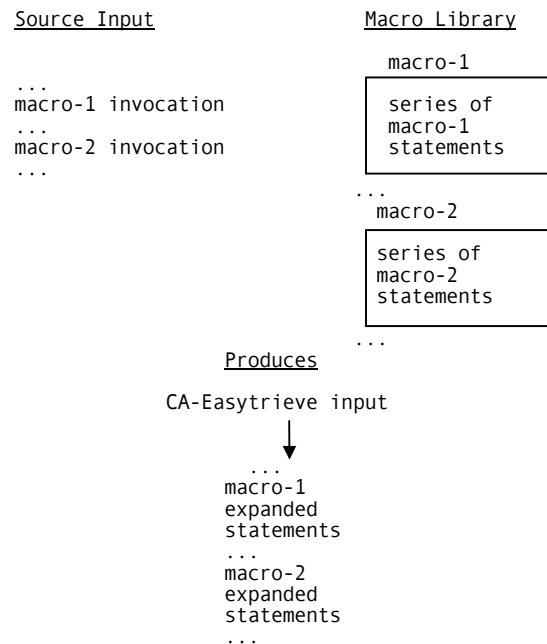 Source Input
...
macro-1 invocation
...
macro-2 invocation
...
Macro Library
macro-1
series of
macro-1
statements
...
macro-2
series of
macro-2
statements
...
Produces
CA-Easytrieve input
...
macro-1
expanded
statements
...
macro-2
expanded
statements
...